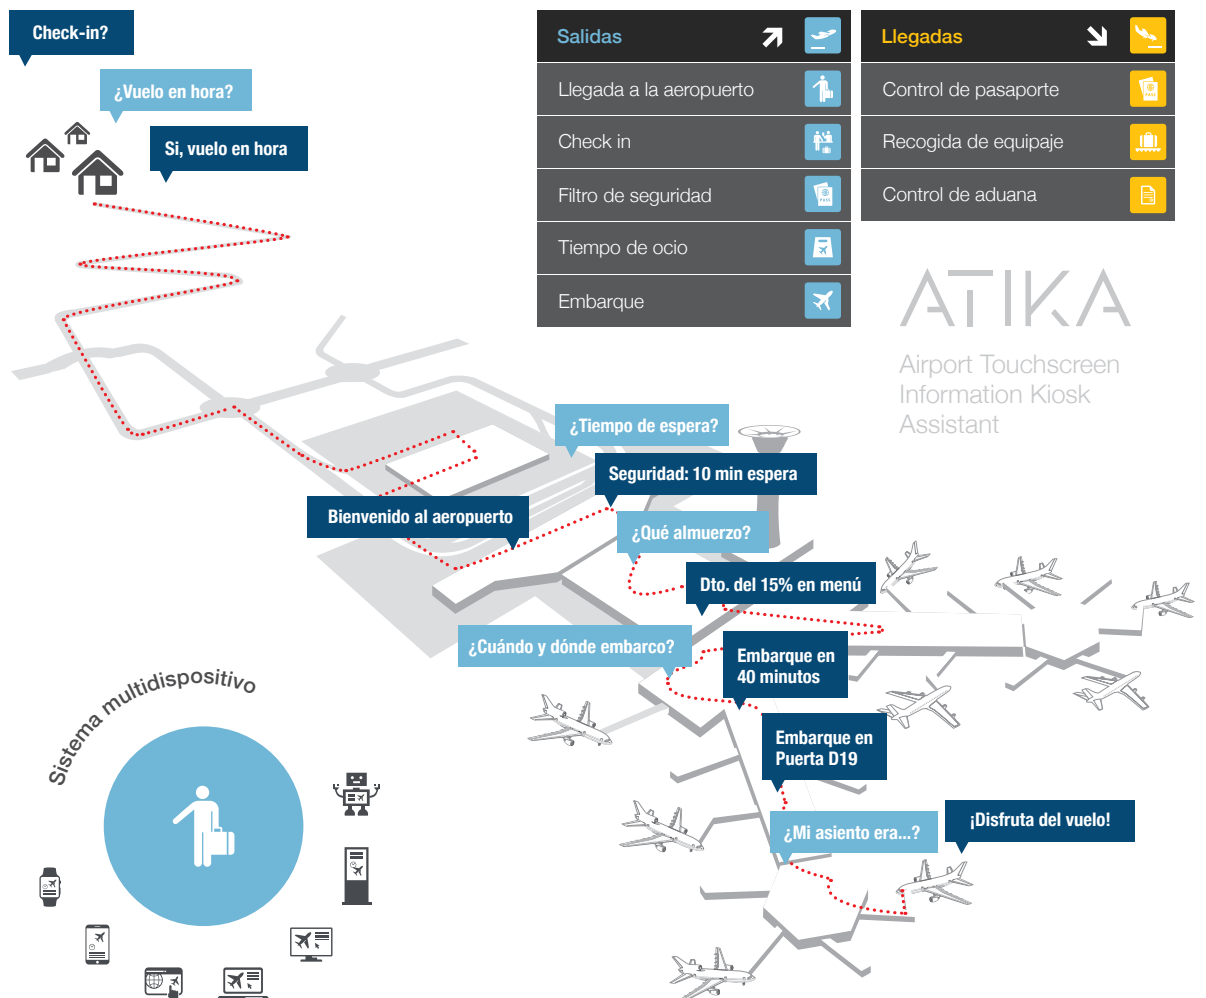 Check-in?
¿Vuelo en hora?
Si, vuelo en hora
Salidas
Llegada a la aeropuerto
Check in
Filtro de seguridad
Tiempo de ocio
Embarque
Llegadas
Control de pasaporte
Recogida de equipaje
Control de aduana
ATIKA
Airport Touchscreen
Information Kiosk
Assistant
¿Tiempo de espera?
Seguridad: 10 min espera
Bienvenido al aeropuerto
¿Qué almuerzo?
Dto. del 15% en menú
¿Cuándo y dónde embarco?
Embarque en
40 minutos
Embarque en
Puerta D19
¿Mi asiento era...?
¡Disfruta del vuelo!
Sistema multidispositivo